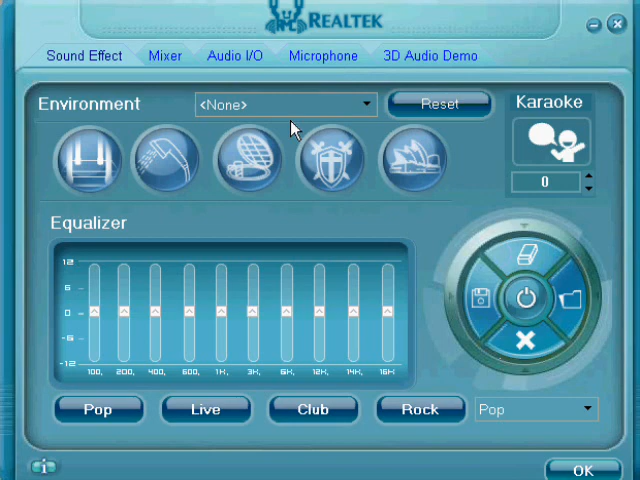 REALTEK
Sound Effect Mixer Audio I/O Microphone 3D Audio Demo
Environment <None> Reset Karaoke
0
Equalizer
12
6
0
-6
-12
100, 200, 400, 600, 1K, 3K, 6K, 12K, 14K, 16K
Pop Live Club Rock Pop
i OK